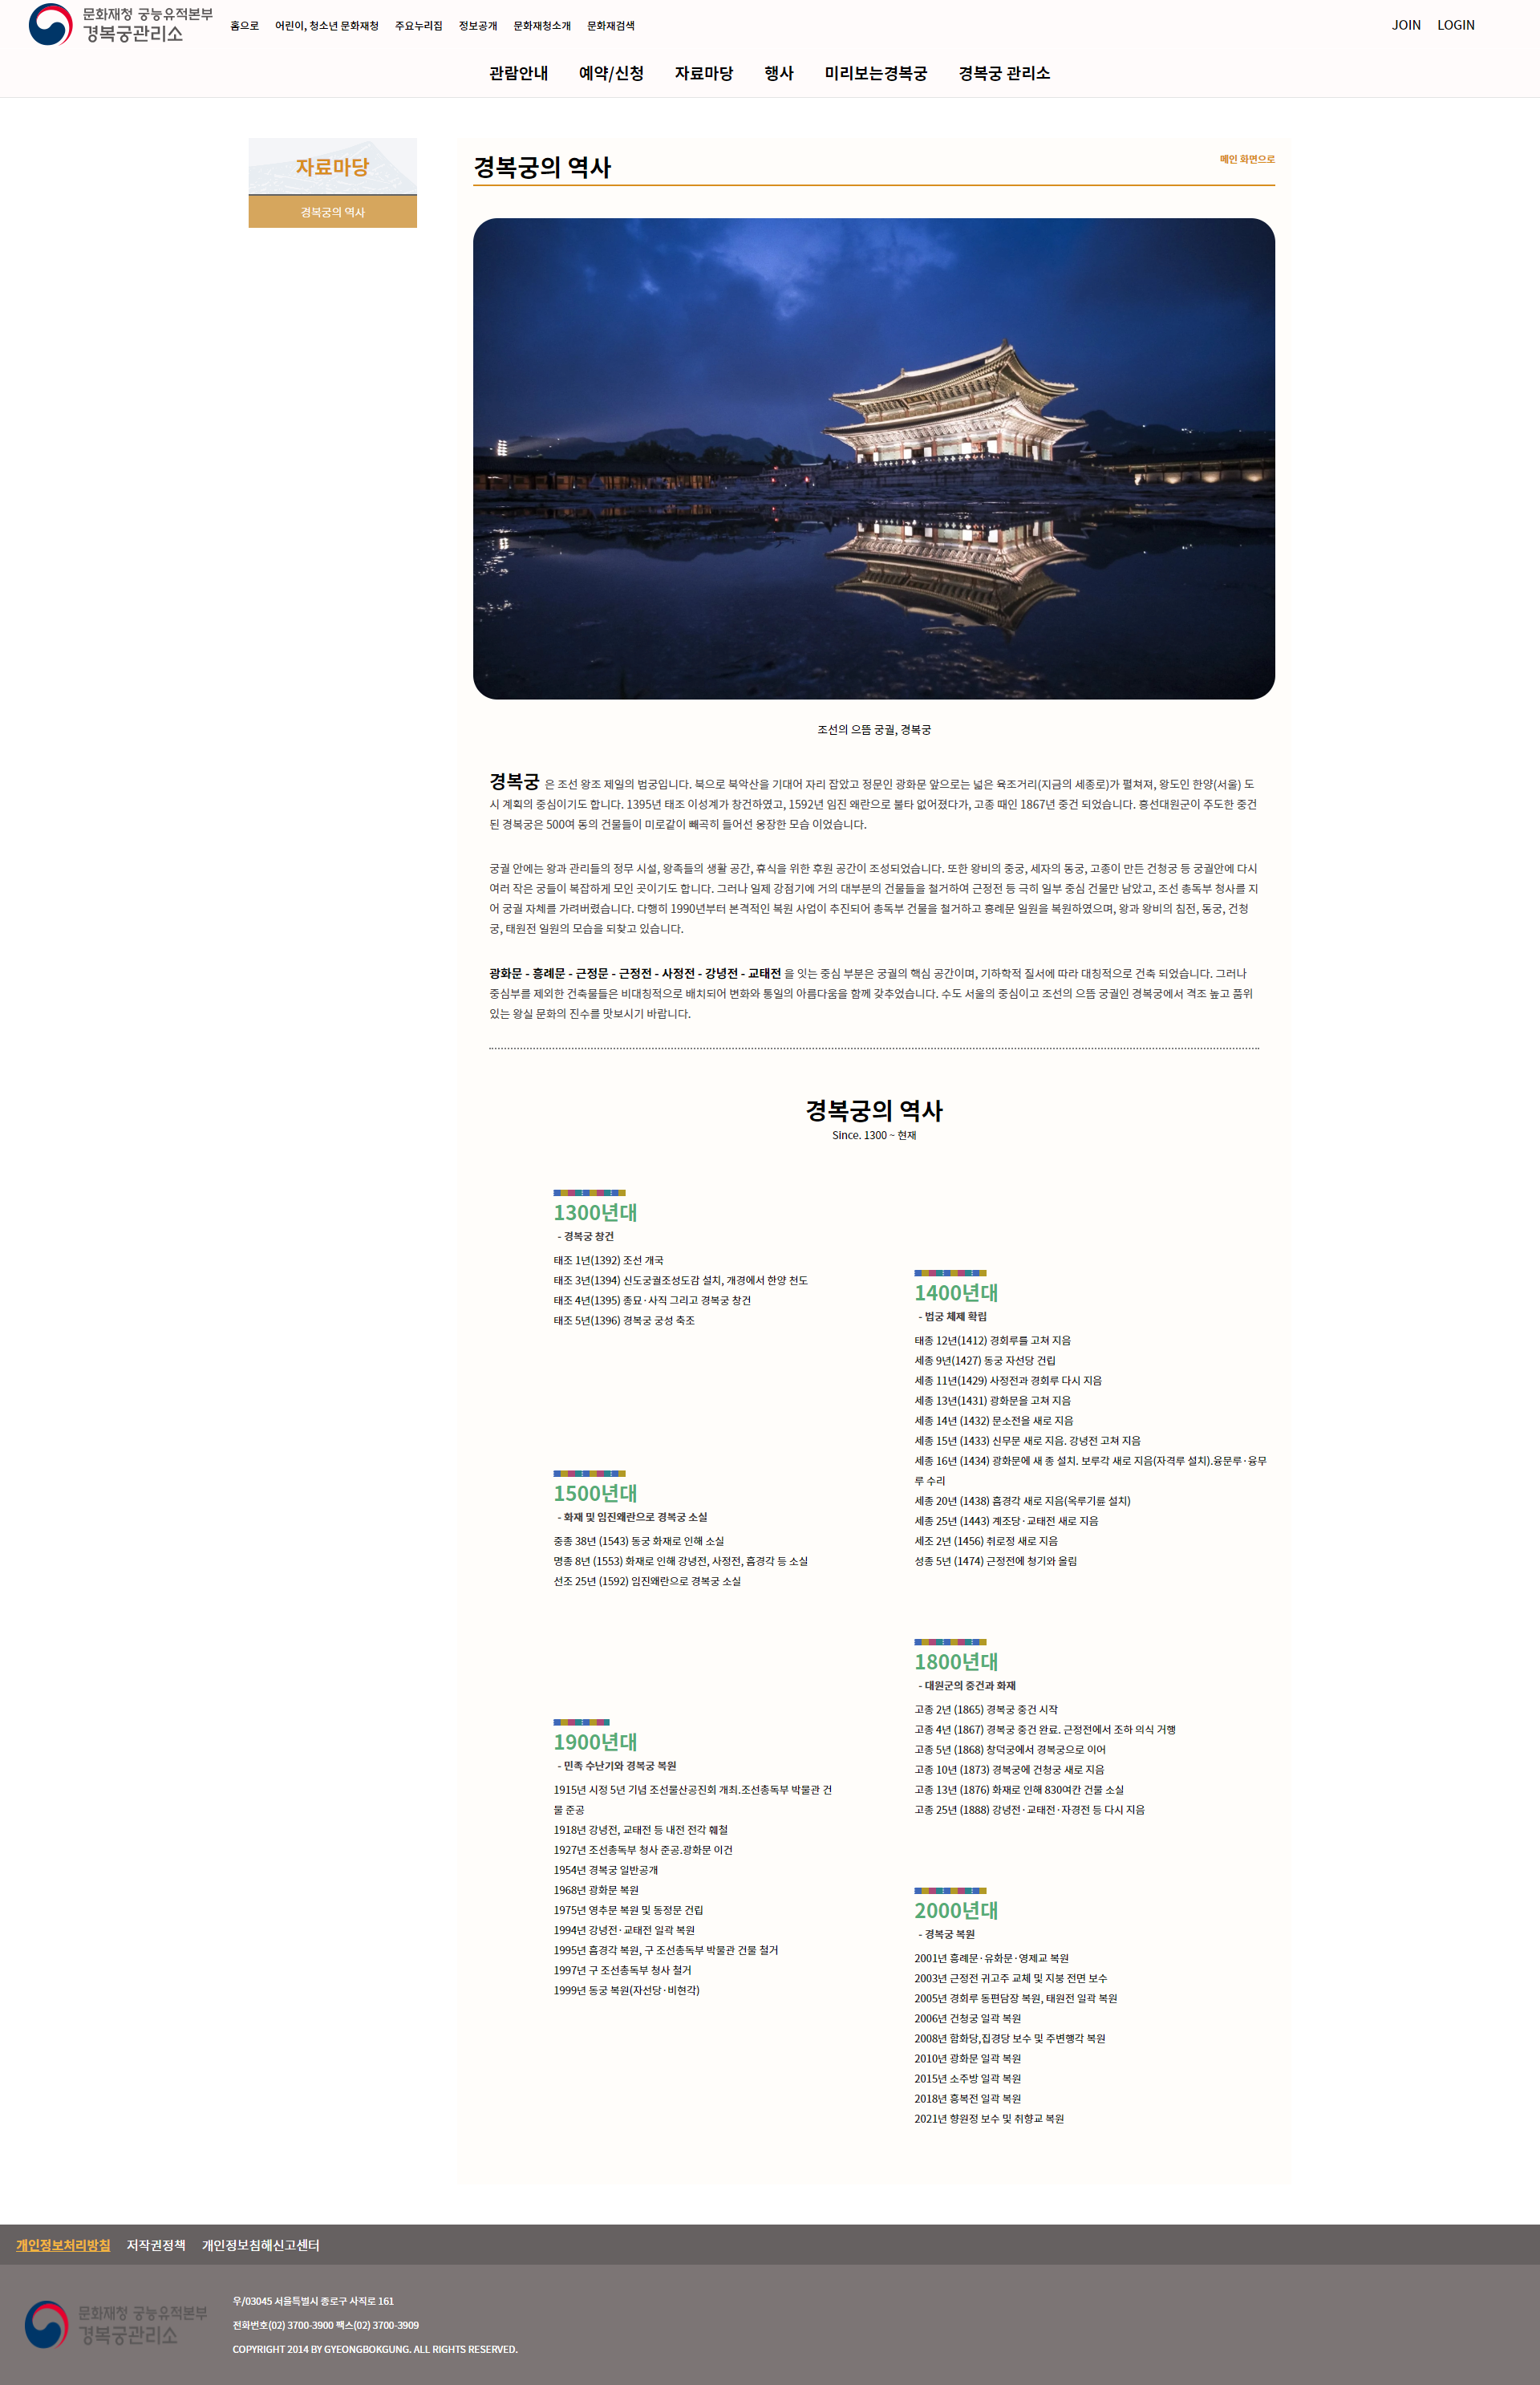 문화재청 궁능유적본부
경복궁관리소
홈으로 어린이, 청소년 문화재청 주요누리집 정보공개 문화재청소개 문화재검색
JOIN LOGIN
관람안내 예약/신청 자료마당 행사 미리보는경복궁 경복궁 관리소
자료마당
경복궁의 역사
경복궁의 역사
메인 화면으로
조선의 으뜸 궁궐, 경복궁
경복궁 은 조선 왕조 제일의 법궁입니다. 북으로 북악산을 기대어 자리 잡았고 정문인 광화문 앞으로는 넓은 육조거리(지금의 세종로)가 펼쳐져, 왕도인 한양(서울) 도
시 계획의 중심이기도 합니다. 1395년 태조 이성계가 창건하였고, 1592년 임진 왜란으로 불타 없어졌다가, 고종 때인 1867년 중건 되었습니다. 흥선대원군이 주도한 중건
된 경복궁은 500여 동의 건물들이 미로같이 빼곡히 들어선 웅장한 모습 이었습니다.
궁궐 안에는 왕과 관리들의 정무 시설, 왕족들의 생활 공간, 휴식을 위한 후원 공간이 조성되었습니다. 또한 왕비의 중궁, 세자의 동궁, 고종이 만든 건청궁 등 궁궐안에 다시
여러 작은 궁들이 복잡하게 모인 곳이기도 합니다. 그러나 일제 강점기에 거의 대부분의 건물들을 철거하여 근정전 등 극히 일부 중심 건물만 남았고, 조선 총독부 청사를 지
어 궁궐 자체를 가려버렸습니다. 다행히 1990년부터 본격적인 복원 사업이 추진되어 총독부 건물을 철거하고 흥례문 일원을 복원하였으며, 왕과 왕비의 침전, 동궁, 건청
궁, 태원전 일원의 모습을 되찾고 있습니다.
광화문 - 흥례문 - 근정문 - 근정전 - 사정전 - 강녕전 - 교태전 을 잇는 중심 부분은 궁궐의 핵심 공간이며, 기하학적 질서에 따라 대칭적으로 건축 되었습니다. 그러나
중심부를 제외한 건축물들은 비대칭적으로 배치되어 변화와 통일의 아름다움을 함께 갖추었습니다. 수도 서울의 중심이고 조선의 으뜸 궁궐인 경복궁에서 격조 높고 품위
있는 왕실 문화의 진수를 맛보시기 바랍니다.
경복궁의 역사
Since. 1300 ~ 현재
1300년대
- 경복궁 창건
태조 1년(1392) 조선 개국
태조 3년(1394) 신도궁궐조성도감 설치, 개경에서 한양 천도
태조 4년(1395) 종묘·사직 그리고 경복궁 창건
태조 5년(1396) 경복궁 궁성 축조
1400년대
- 법궁 체제 확립
태종 12년(1412) 경회루를 고쳐 지음
세종 9년(1427) 동궁 자선당 건립
세종 11년(1429) 사정전과 경회루 다시 지음
세종 13년(1431) 광화문을 고쳐 지음
세종 14년 (1432) 문소전을 새로 지음
세종 15년 (1433) 신무문 새로 지음. 강녕전 고쳐 지음
세종 16년 (1434) 광화문에 새 종 설치. 보루각 새로 지음(자격루 설치).융문루·융무
루 수리
세종 20년 (1438) 흠경각 새로 지음(옥루기륜 설치)
세종 25년 (1443) 계조당·교태전 새로 지음
세조 2년 (1456) 취로정 새로 지음
성종 5년 (1474) 근정전에 청기와 올림
1500년대
- 화재 및 임진왜란으로 경복궁 소실
중종 38년 (1543) 동궁 화재로 인해 소실
명종 8년 (1553) 화재로 인해 강녕전, 사정전, 흠경각 등 소실
선조 25년 (1592) 임진왜란으로 경복궁 소실
1800년대
- 대원군의 중건과 화재
고종 2년 (1865) 경복궁 중건 시작
고종 4년 (1867) 경복궁 중건 완료. 근정전에서 조하 의식 거행
고종 5년 (1868) 창덕궁에서 경복궁으로 이어
고종 10년 (1873) 경복궁에 건청궁 새로 지음
고종 13년 (1876) 화재로 인해 830여칸 건물 소실
고종 25년 (1888) 강녕전·교태전·자경전 등 다시 지음
1900년대
- 민족 수난기와 경복궁 복원
1915년 시정 5년 기념 조선물산공진회 개최.조선총독부 박물관 건
물 준공
1918년 강녕전, 교태전 등 내전 전각 훼철
1927년 조선총독부 청사 준공.광화문 이건
1954년 경복궁 일반공개
1968년 광화문 복원
1975년 영추문 복원 및 동정문 건립
1994년 강녕전·교태전 일곽 복원
1995년 흠경각 복원, 구 조선총독부 박물관 건물 철거
1997년 구 조선총독부 청사 철거
1999년 동궁 복원(자선당·비현각)
2000년대
- 경복궁 복원
2001년 흥례문·유화문·영제교 복원
2003년 근정전 귀고주 교체 및 지붕 전면 보수
2005년 경회루 동편담장 복원, 태원전 일곽 복원
2006년 건청궁 일곽 복원
2008년 함화당,집경당 보수 및 주변행각 복원
2010년 광화문 일곽 복원
2015년 소주방 일곽 복원
2018년 흥복전 일곽 복원
2021년 향원정 보수 및 취향교 복원
개인정보처리방침 저작권정책 개인정보침해신고센터
문화재청 궁능유적본부
경복궁관리소
우/03045 서울특별시 종로구 사직로 161
전화번호(02) 3700-3900 팩스(02) 3700-3909
COPYRIGHT 2014 BY GYEONGBOKGUNG. ALL RIGHTS RESERVED.